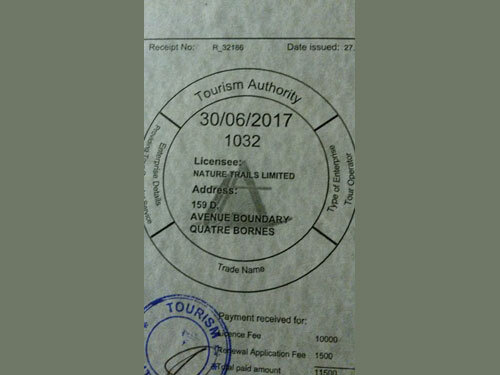 Receipt No: R_32186 Date issued: 27.
Tourism Authority
30/06/2017
1032
Licensee:
NATURE TRAILS LIMITED
Address:
159 D.
AVENUE BOUNDARY
QUATRE BORNES
Enterprise Details
Type of Enterprise
Tour Operator
Trade Name
TOURISM
Payment received for:
Licence Fee 10000
Renewal Application Fee 1500
Total paid amount 11500